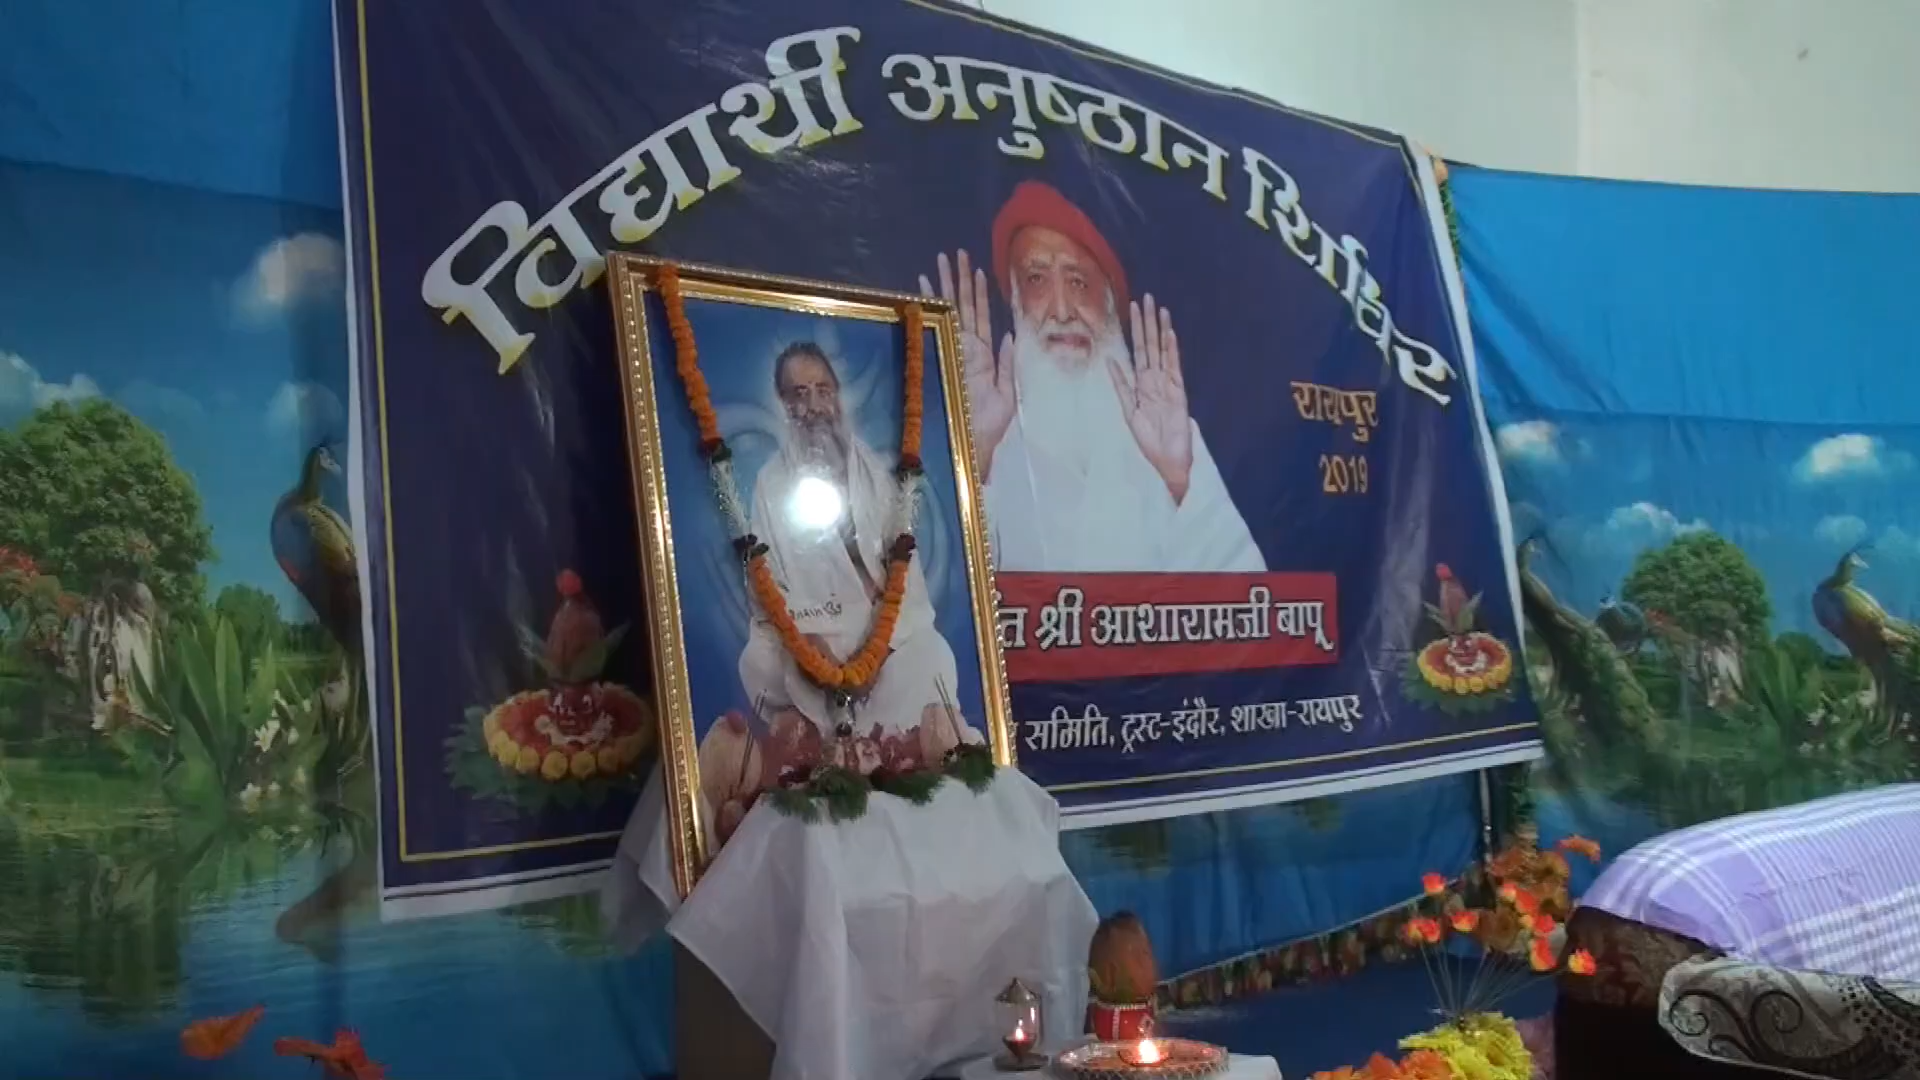 विद्यार्थी अनुष्ठान शिविर
रायपुर
2019
श्री आशारामजी बापू
समिति, ट्रस्ट-इंदौर, शाखा-रायपुर